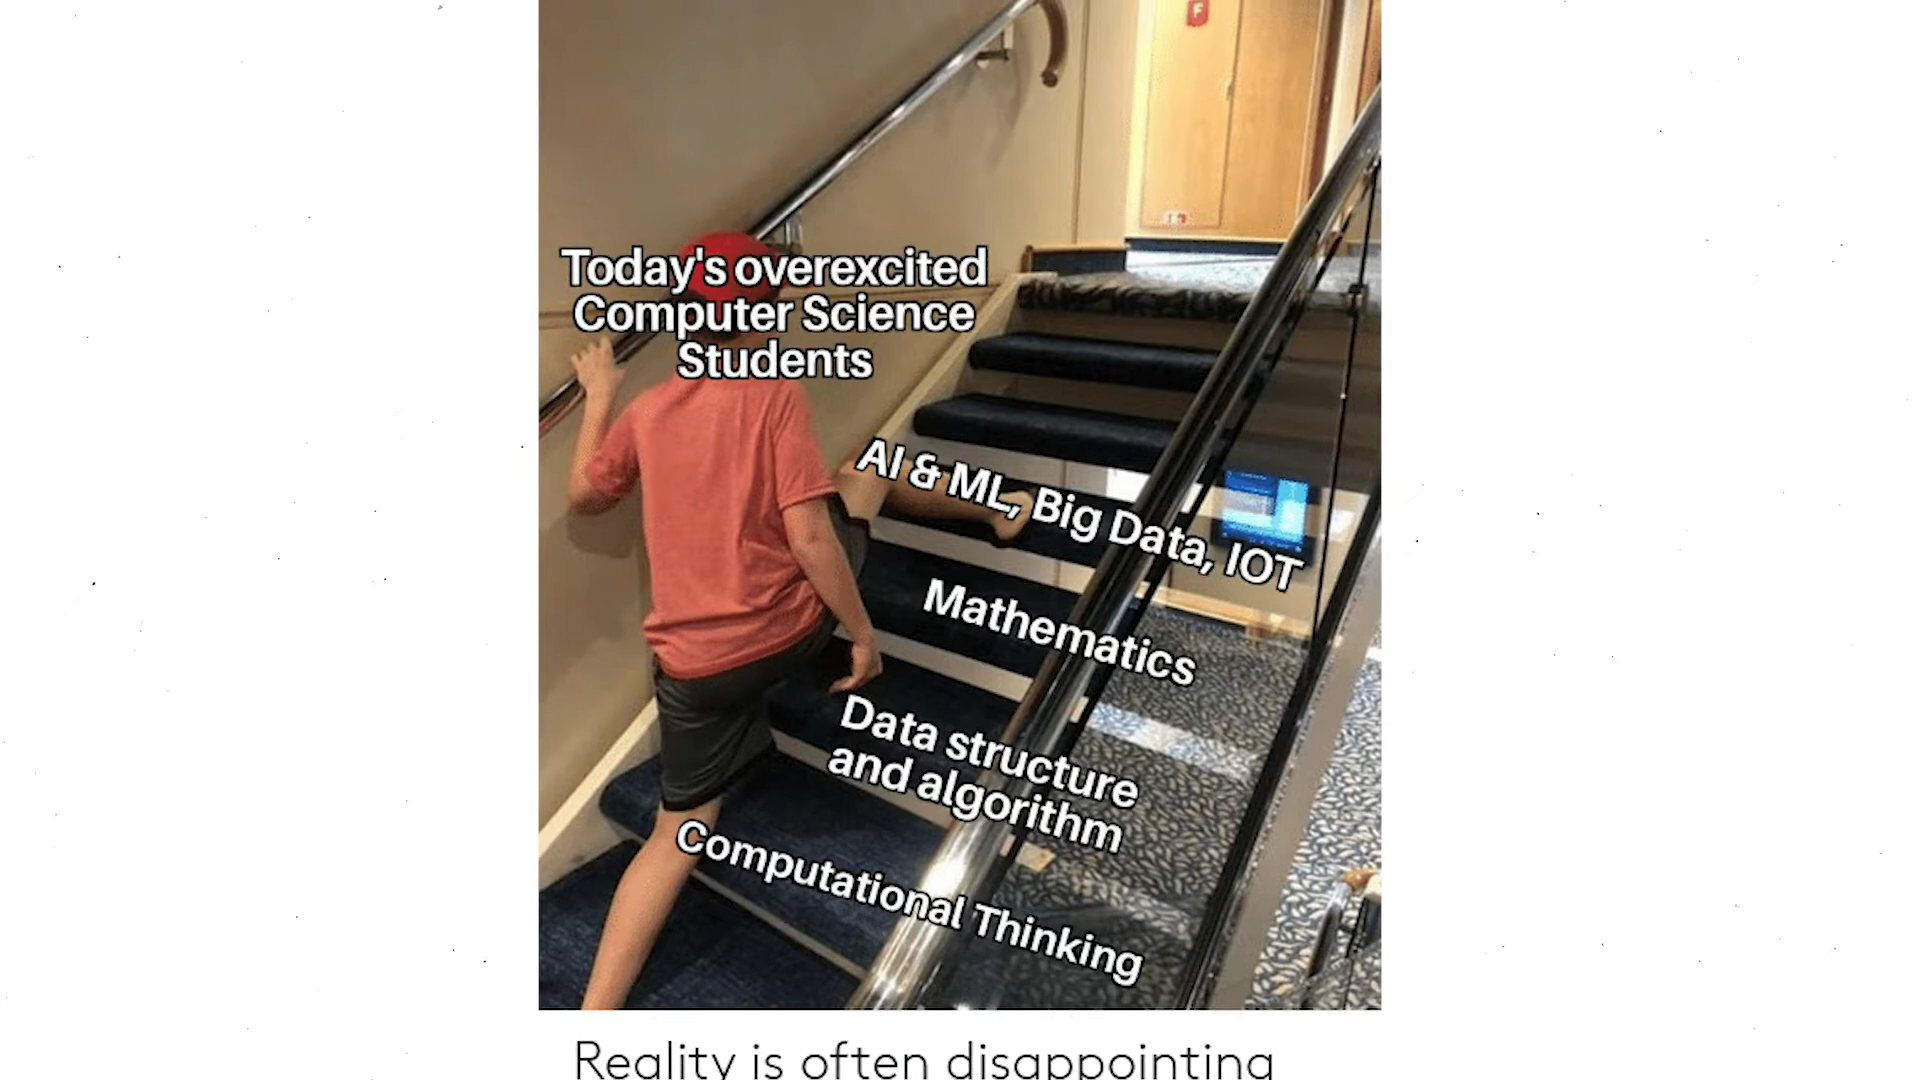 F
Today's overexcited
Computer Science
Students
AI & ML, Big Data, IOT
Mathematics
Data structure
and algorithm
Computational Thinking
Reality is often disappointing